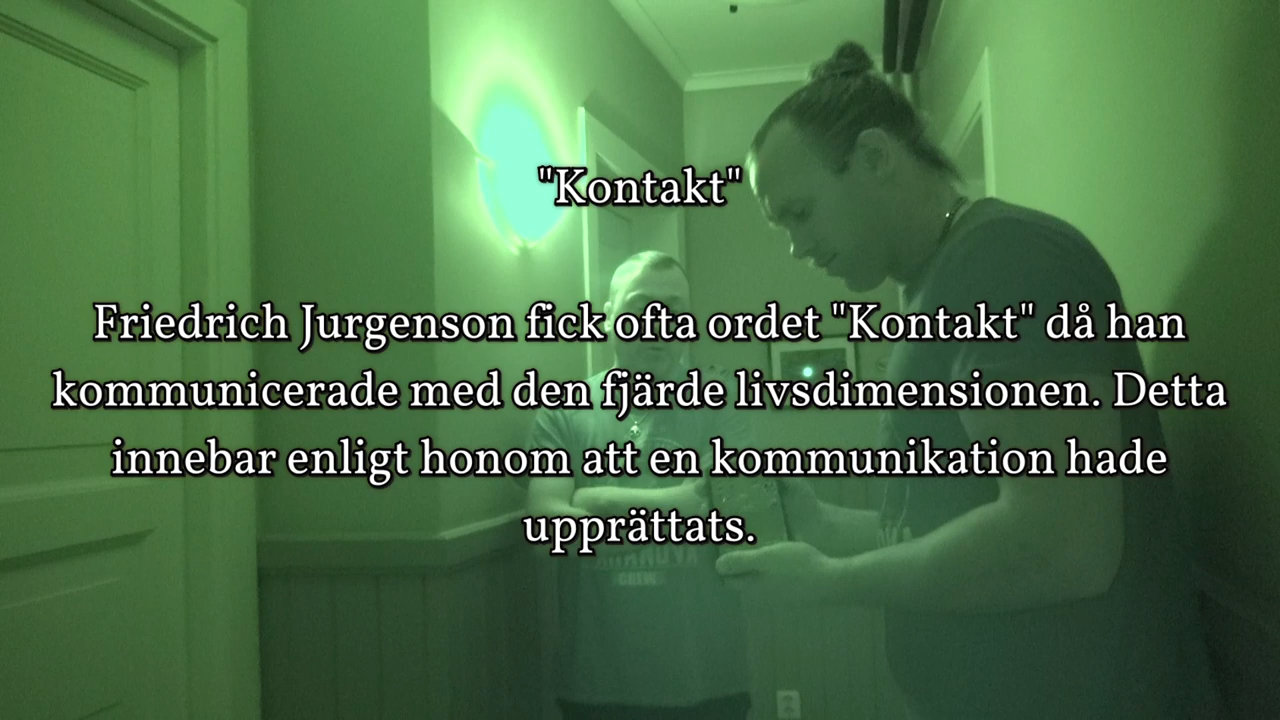 "Kontakt"
Friedrich Jurgenson fick ofta ordet "Kontakt" då han
kommunicerade med den fjärde livsdimensionen. Detta
innebar enligt honom att en kommunikation hade
upprättats.
CREW